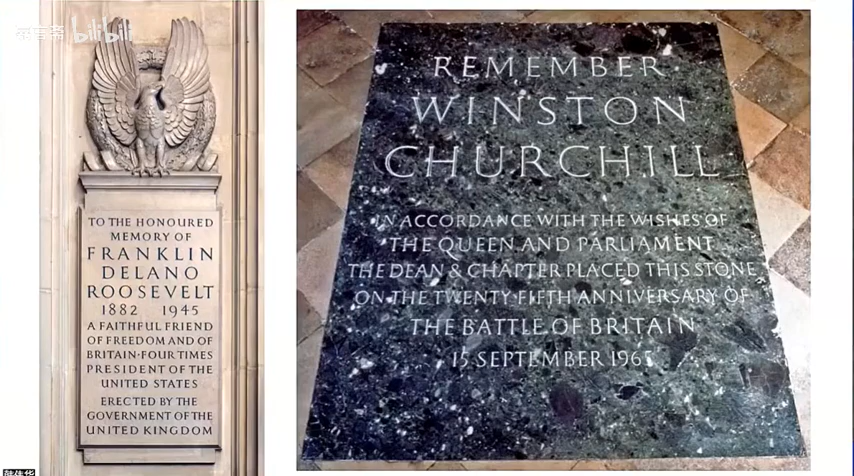 bilibili
TO THE HONOURED
MEMORY OF
FRANKLIN
DELANO
ROOSEVELT
1882 1945
A FAITHFUL FRIEND
OF FREEDOM AND OF
BRITAIN·FOUR TIMES
PRESIDENT OF THE
UNITED STATES
ERECTED BY THE
GOVERNMENT OF THE
UNITED KINGDOM
REMEMBER
WINSTON
CHURCHILL
IN ACCORDANCE WITH THE WISHES OF
THE QUEEN AND PARLIAMENT
THE DEAN & CHAPTER PLACED THIS STONE
ON THE TWENTY·FIFTH ANNIVERSARY OF
THE BATTLE OF BRITAIN
15 SEPTEMBER 1965